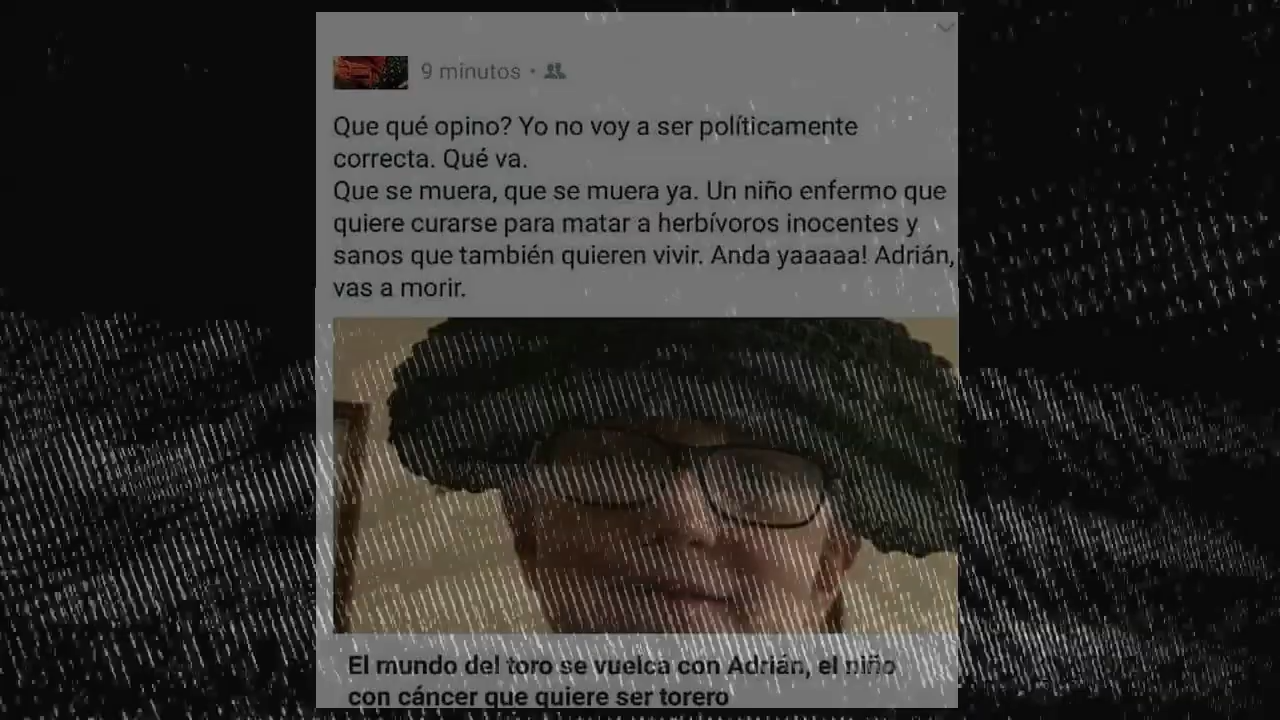 9 minutos •
Que qué opino? Yo no voy a ser políticamente
correcta. Qué va.
Que se muera, que se muera ya. Un niño enfermo que
quiere curarse para matar a herbívoros inocentes y
sanos que también quieren vivir. Anda yaaaaa! Adrián,
vas a morir.
El mundo del toro se vuelca con Adrián, el niño
con cáncer que quiere ser torero